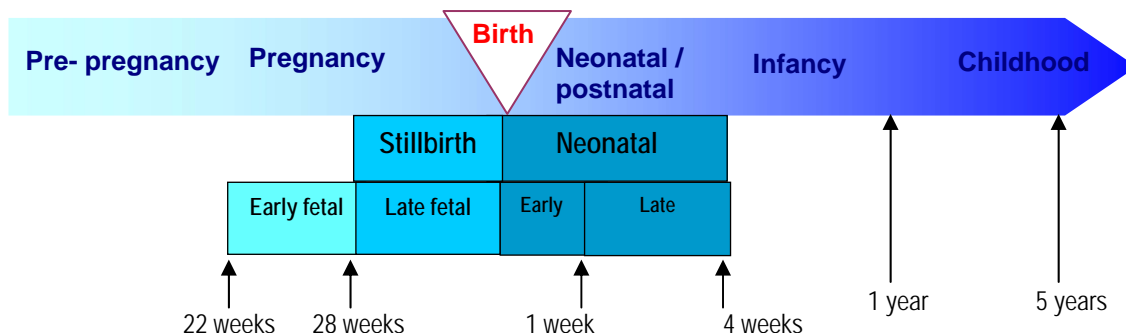 Birth
Pre- pregnancy
Pregnancy
Neonatal /
postnatal
Infancy
Childhood
Stillbirth
Neonatal
Early fetal
Late fetal
Early
Late
22 weeks
28 weeks
1 week
4 weeks
1 year
5 years